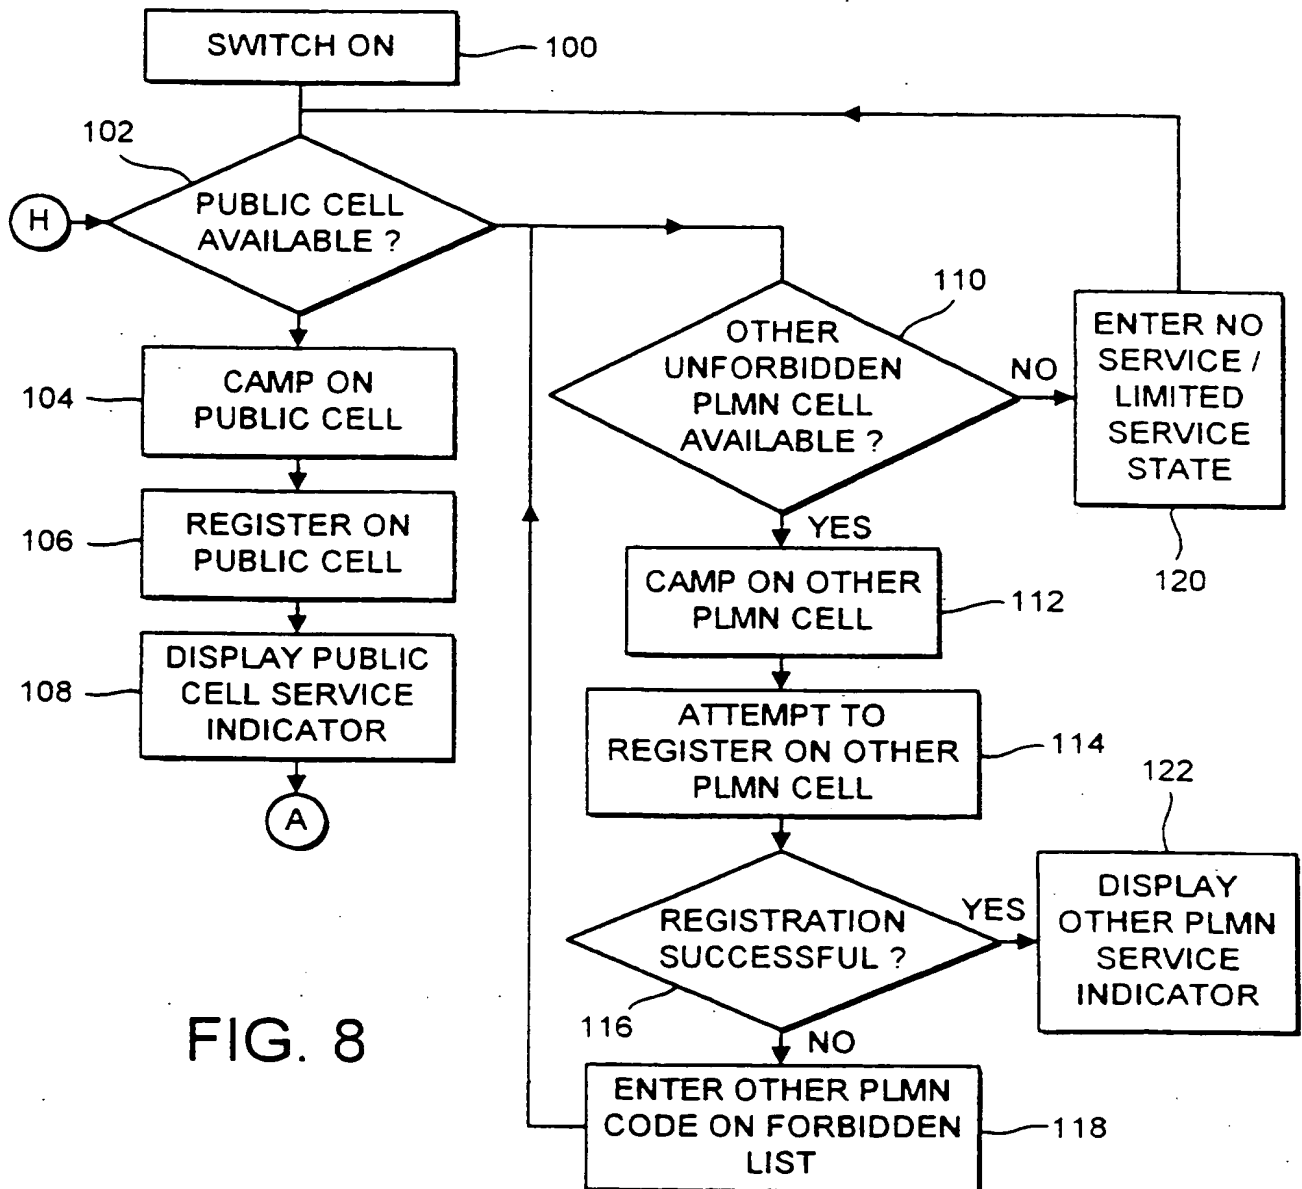 SWITCH ON
100
102
H
PUBLIC CELL
AVAILABLE ?
104
CAMP ON
PUBLIC CELL
106
REGISTER ON
PUBLIC CELL
108
DISPLAY PUBLIC
CELL SERVICE
INDICATOR
A
110
OTHER
UNFORBIDDEN
PLMN CELL
AVAILABLE ?
NO
ENTER NO
SERVICE /
LIMITED
SERVICE
STATE
120
YES
CAMP ON OTHER
PLMN CELL
112
ATTEMPT TO
REGISTER ON OTHER
PLMN CELL
114
REGISTRATION
SUCCESSFUL ?
116
YES
122
DISPLAY
OTHER PLMN
SERVICE
INDICATOR
NO
ENTER OTHER PLMN
CODE ON FORBIDDEN
LIST
118
FIG. 8